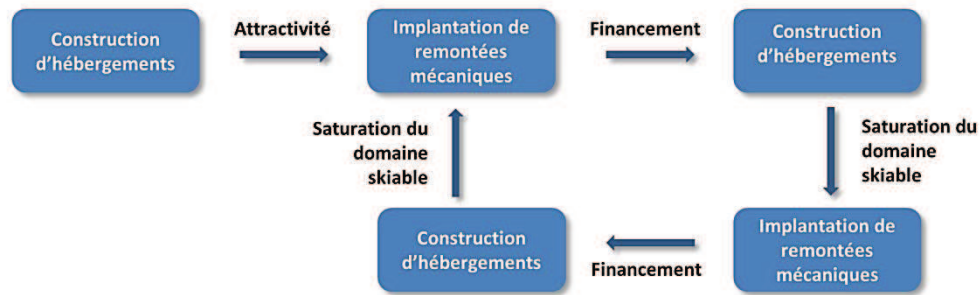 Construction
d'hébergements
Attractivité
Implantation de
remontées
mécaniques
Financement
Construction
d'hébergements
Saturation du
domaine
skiable
Saturation du
domaine
skiable
Construction
d'hébergements
Financement
Implantation de
remontées
mécaniques